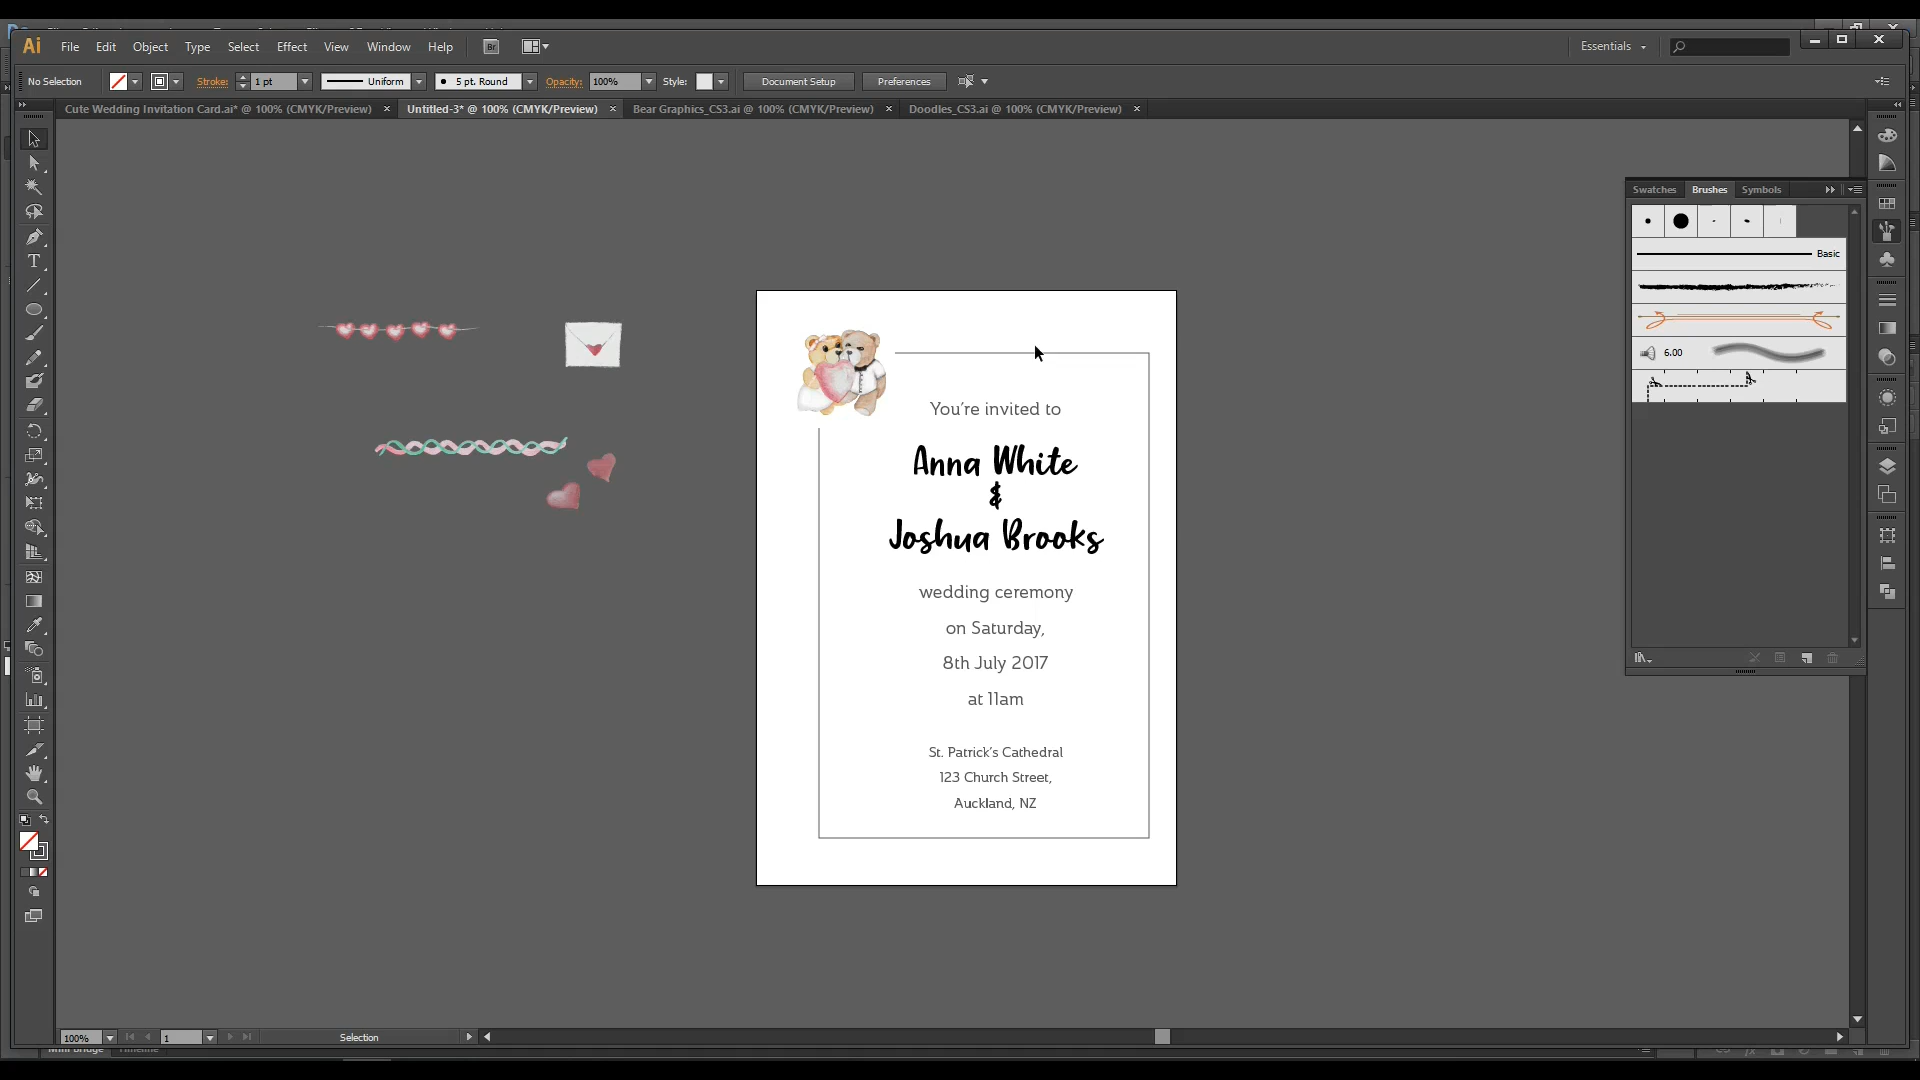 Ai File Edit Object Type Select Effect View Window Help Br Essentials
No Selection Stroke: 1 pt Uniform 5 pt. Round Opacity: 100% Style: Document Setup Preferences
Cute Wedding Invitation Card.ai* @ 100% (CMYK/Preview) Untitled-3* @ 100% (CMYK/Preview) Bear Graphics_CS3.ai @ 100% (CMYK/Preview) Doodles_CS3.ai @ 100% (CMYK/Preview)
Swatches Brushes Symbols
Basic
6.00
You're invited to
Anna White
&
Joshua Brooks
wedding ceremony
on Saturday,
8th July 2017
at 11am
St. Patrick's Cathedral
123 Church Street,
Auckland, NZ
100% 1 Selection
Mini Bridge Timeline